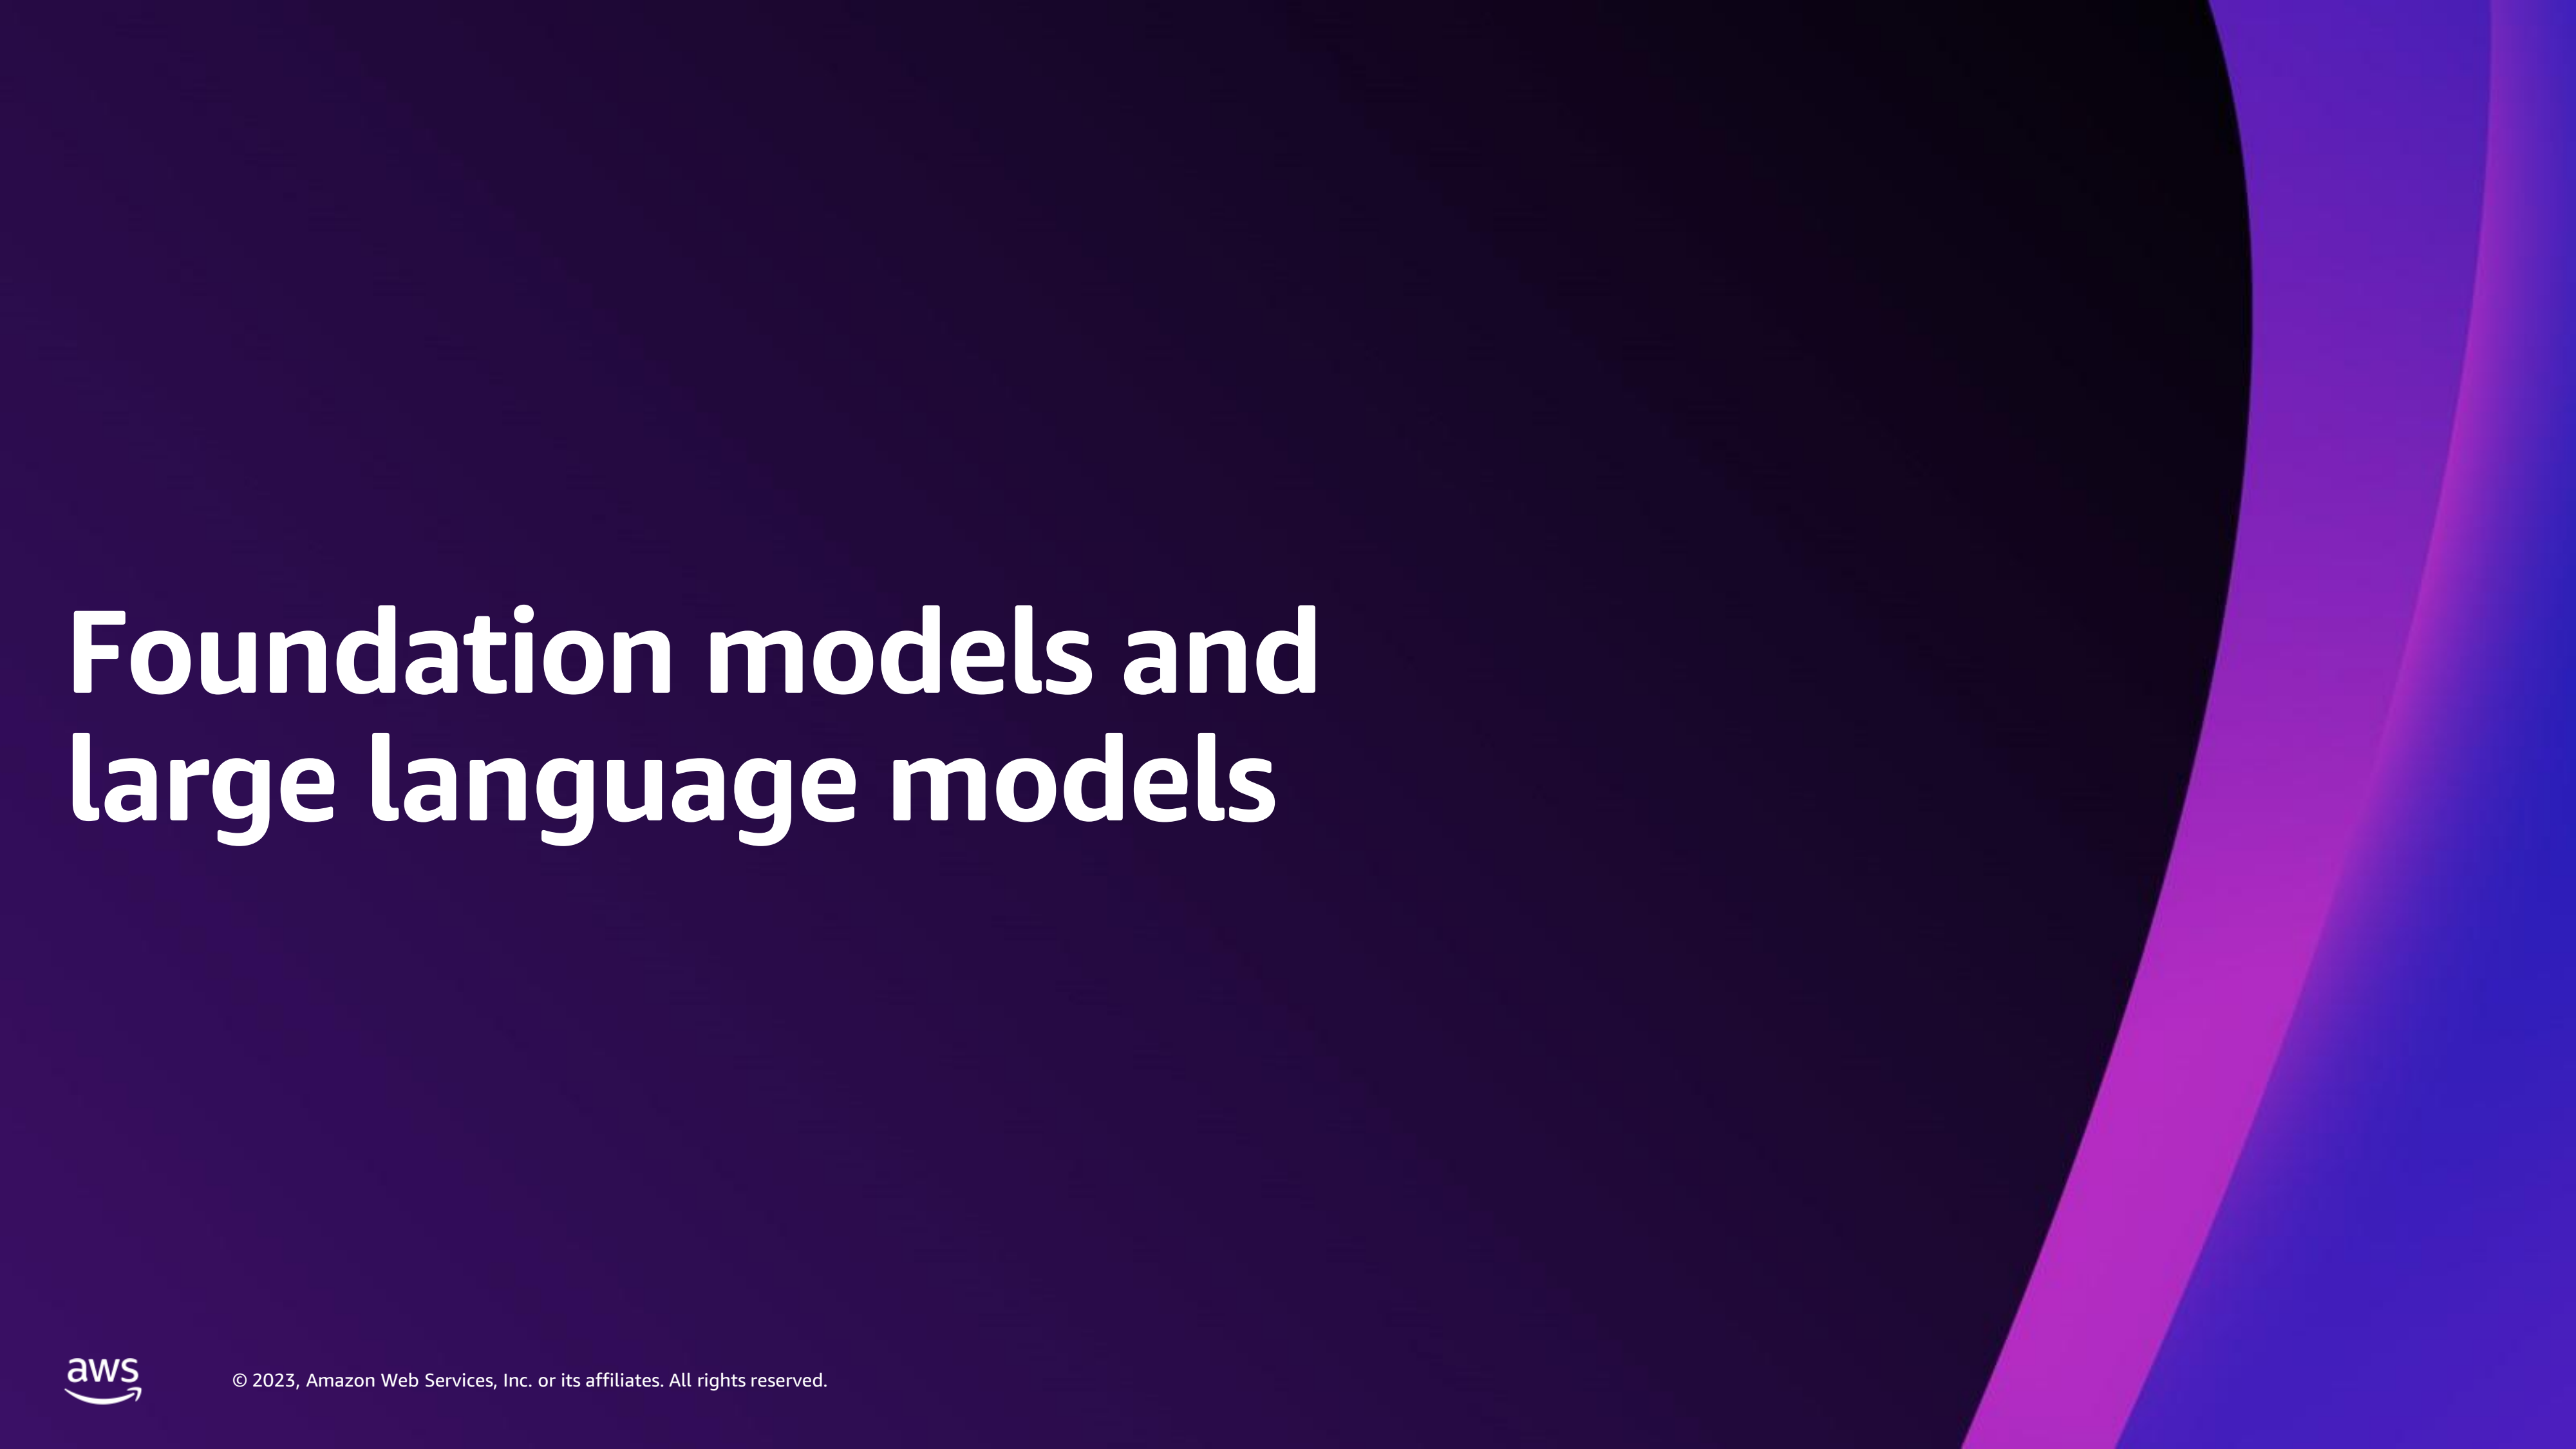 Foundation models and
large language models
aws
© 2023, Amazon Web Services, Inc. or its affiliates. All rights reserved.